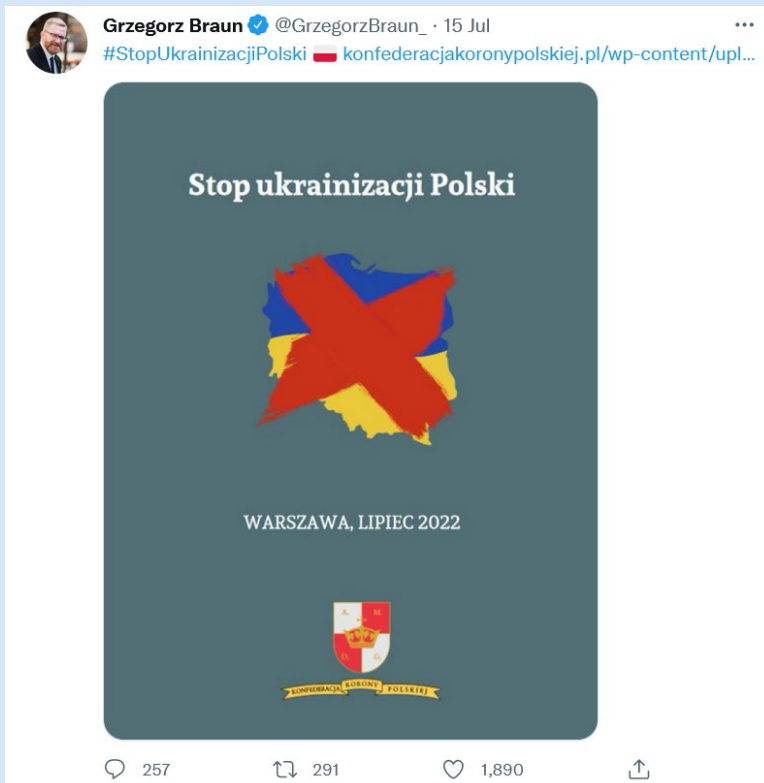 Grzegorz Braun @GrzegorzBraun_ · 15 Jul
#StopUkrainizacjiPolski konfederacjakoronypolskiej.pl/wp-content/upl...
Stop ukrainizacji Polski
WARSZAWA, LIPIEC 2022
A. M.
D. G.
KONFEDERACJA KORONY POLSKIEJ
257 291 1,890